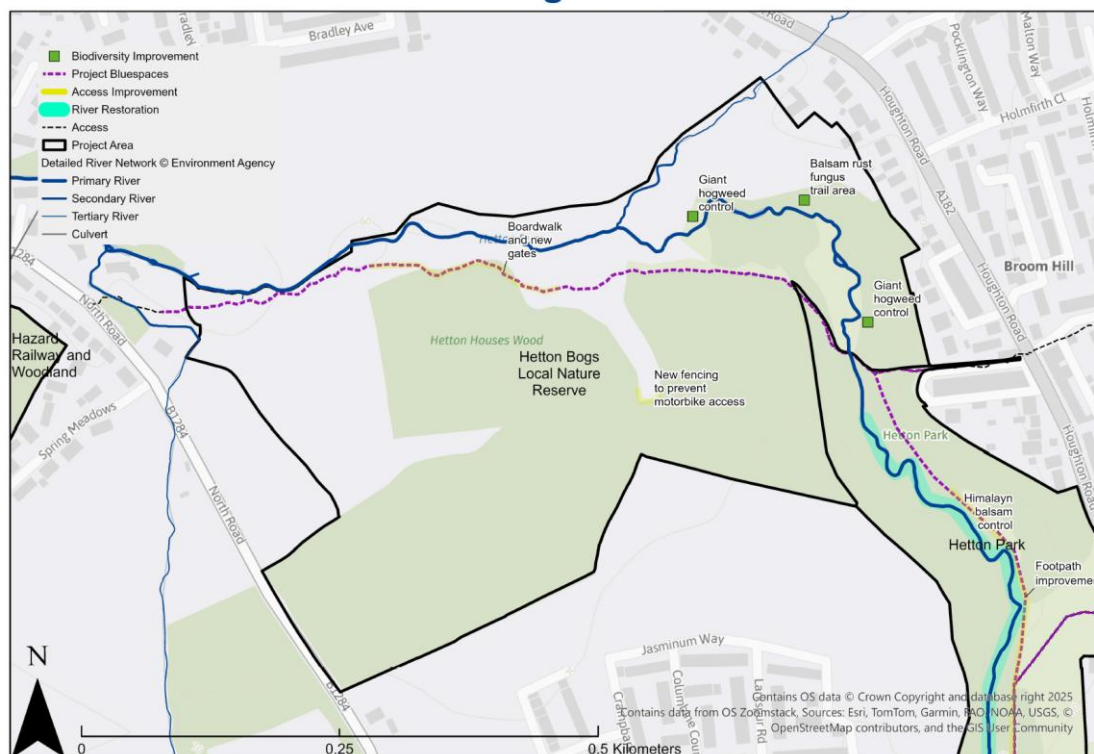 Bradley
Bradley Ave
Road
Pocklington Way
Malton Way
Holmfirth Cl
Houghton Road
A182
Biodiversity Improvement
Project Bluespaces
Access Improvement
River Restoration
Access
Project Area
Detailed River Network © Environment Agency
Primary River
Secondary River
Tertiary River
Culvert
Giant
hogweed
control
Balsam rust
fungus
trail area
Boardwalk
and new
gates
Broom Hill
Giant
hogweed
control
B1284
North Road
Hazard
Railway and
Woodland
Hetton Houses Wood
Hetton Bogs
Local Nature
Reserve
New fencing
to prevent
motorbike access
Spring Meadows
B1284
North Road
Houghton Road
Hetton Park
Himalayn
balsam
control
Hetton Park
Footpath
improvemen
Jasminum Way
B1284
N
0
0.25
0.5 Kilometers
Contains OS data © Crown Copyright and database right 2025
Contains data from OS Zoomstack, Sources: Esri, TomTom, Garmin, FAO, NOAA, USGS, ©
OpenStreetMap contributors, and the GIS User Community